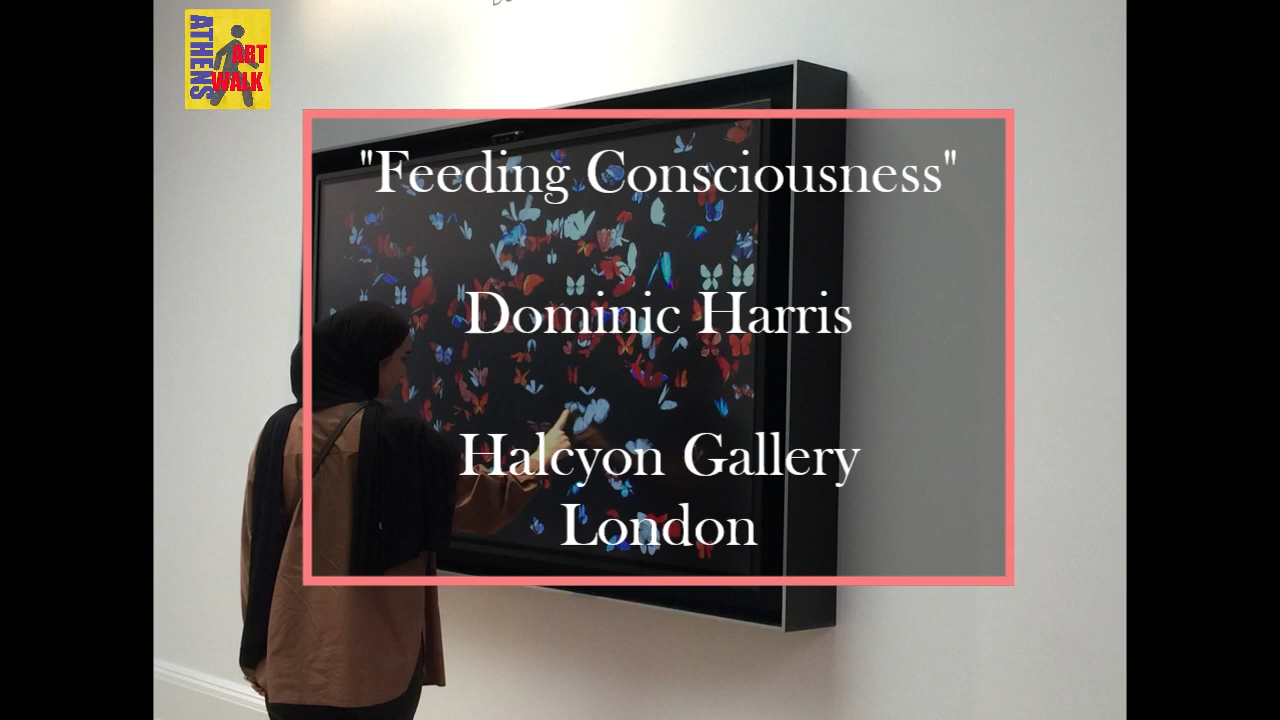 ATHENS
ART
WALK
"Feeding Consciousness"
Dominic Harris
Halcyon Gallery
London